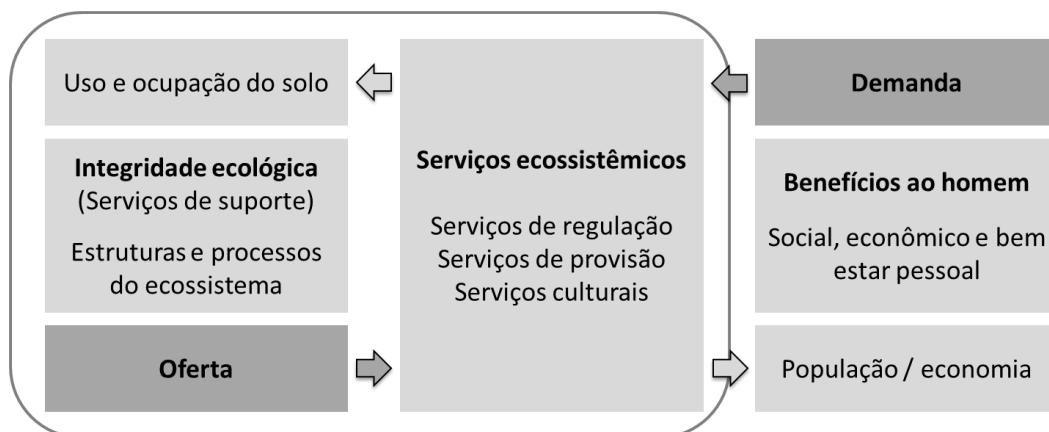 Uso e ocupação do solo
Integridade ecológica
(Serviços de suporte)
Estruturas e processos
do ecossistema
Oferta
Serviços ecossistêmicos
Serviços de regulação
Serviços de provisão
Serviços culturais
Demanda
Benefícios ao homem
Social, econômico e bem
estar pessoal
População / economia